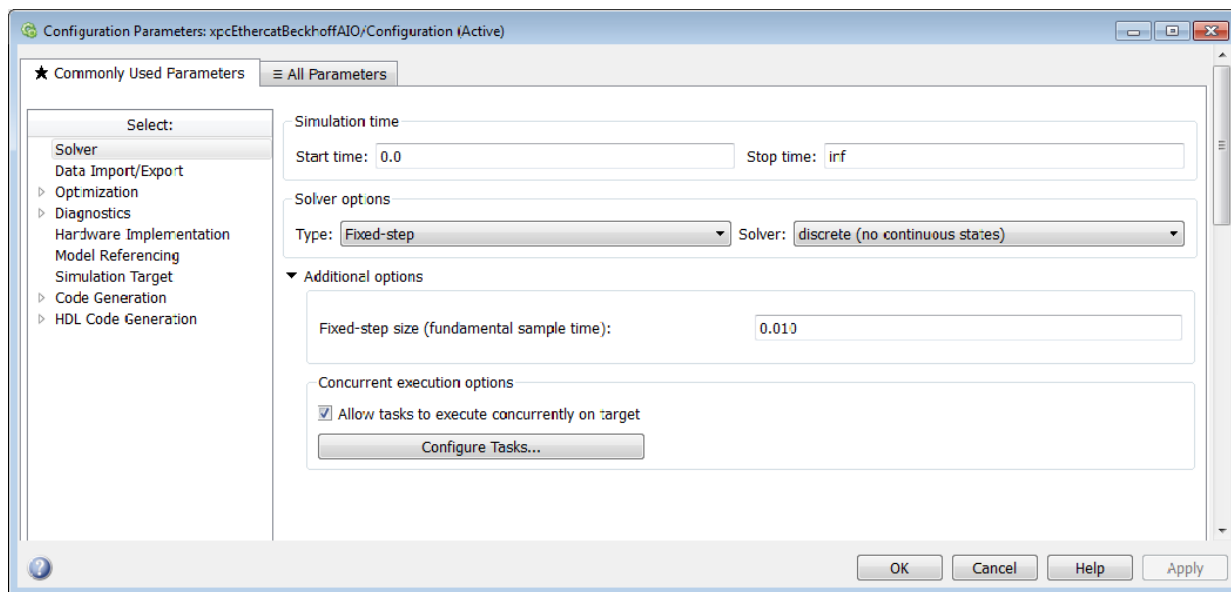 Configuration Parameters: xpcEthercatBeckhoffAIO/Configuration (Active)
★ Commonly Used Parameters
≡ All Parameters
Select:
Solver
Data Import/Export
Optimization
Diagnostics
Hardware Implementation
Model Referencing
Simulation Target
Code Generation
HDL Code Generation
Simulation time
Start time: 0.0
Stop time: inf
Solver options
Type: Fixed-step
Solver: discrete (no continuous states)
Additional options
Fixed-step size (fundamental sample time): 0.010
Concurrent execution options
Allow tasks to execute concurrently on target
Configure Tasks...
OK
Cancel
Help
Apply